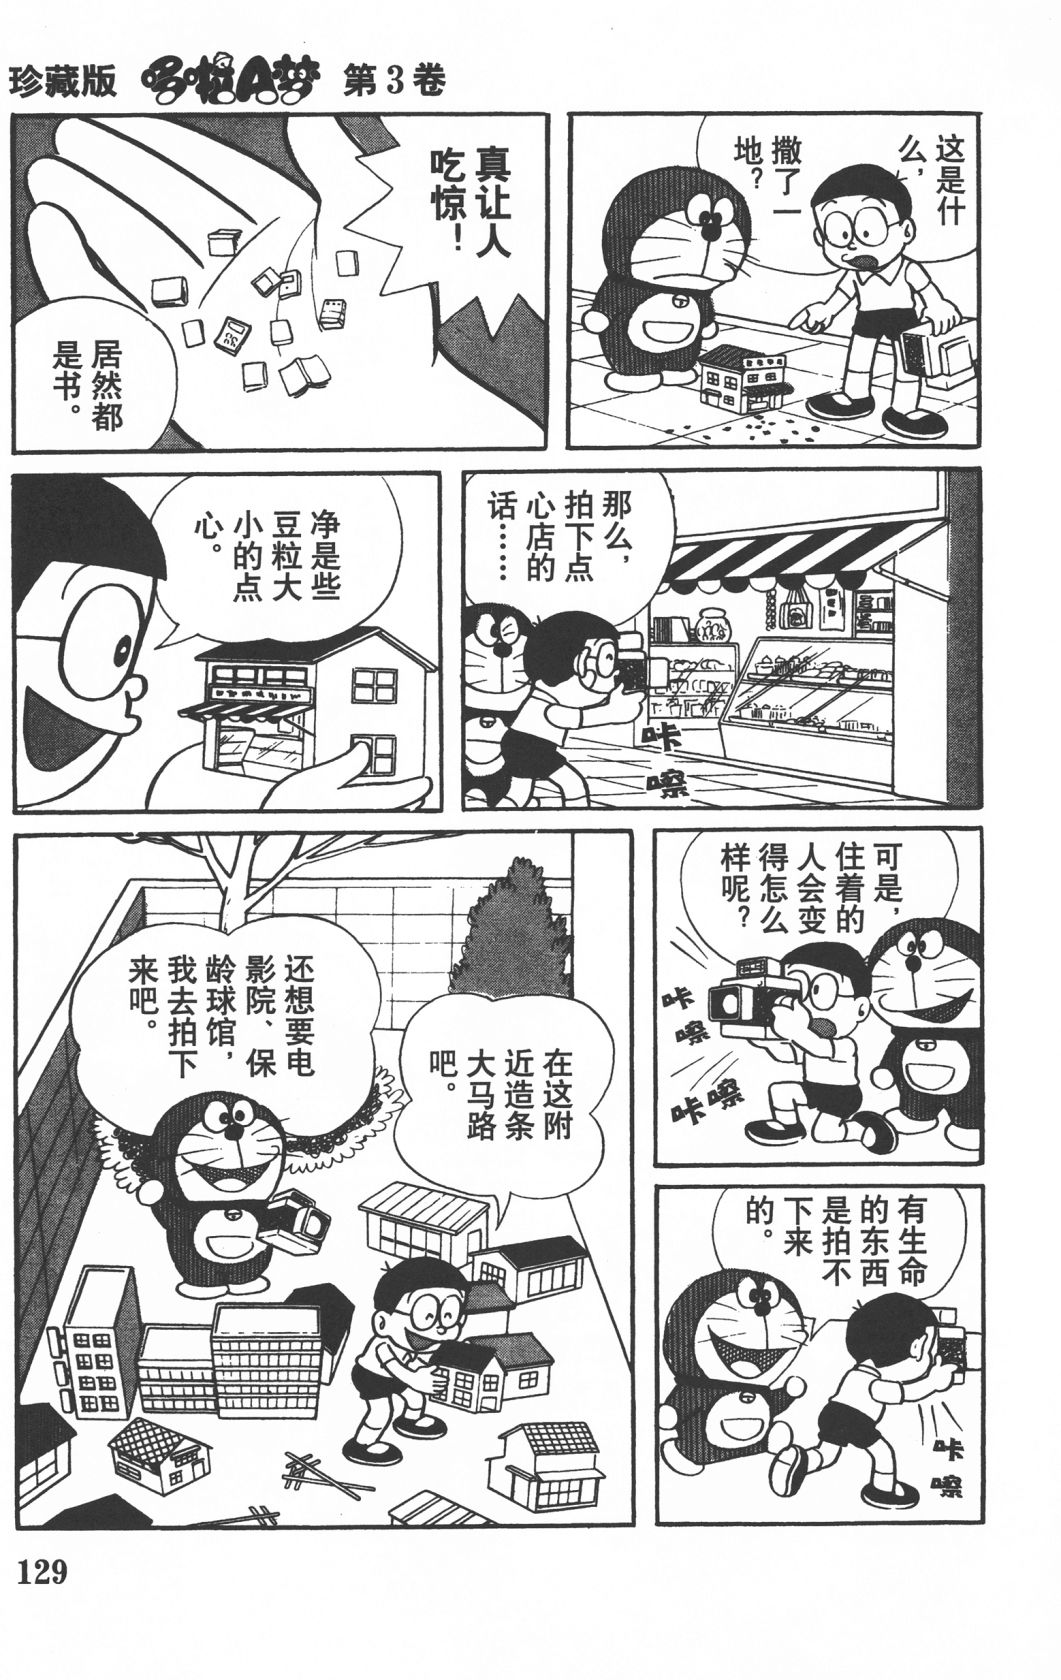 珍藏版 哆啦A梦 第3卷
这是什
么，
撒了一
地？
真让人
吃惊！
居然都
是书。
那么，
拍下点
心店的
话……
咔
嚓
净是些
豆粒大
小的点
心。
可是，
住着的
人会变
得怎么
样呢？
咔
嚓
咔嚓
有生命
的东西
是拍不
下来
的。
咔
嚓
在这附
近造条
大马路
吧。
还想要电
影院、保
龄球馆，
我去拍下
来吧。
129